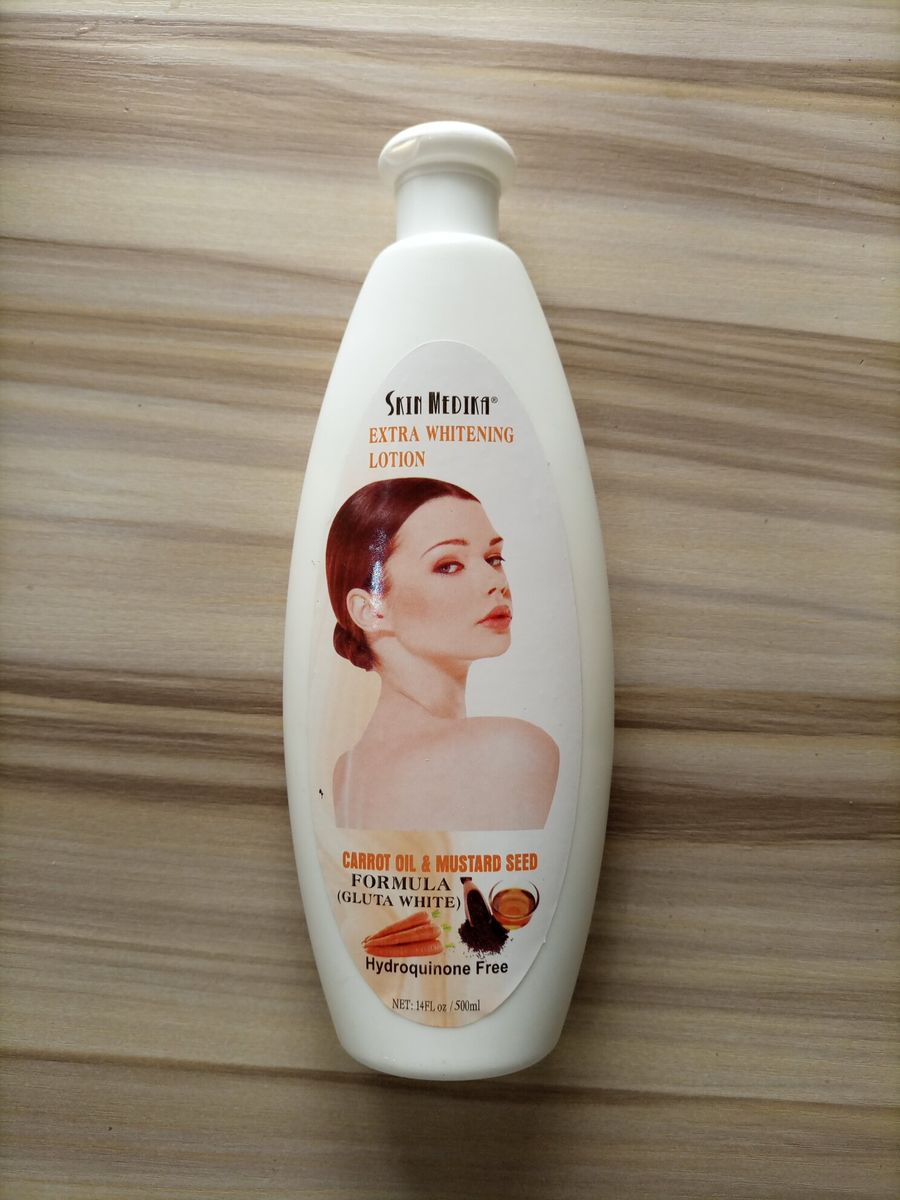 SKIN MEDIKA®
EXTRA WHITENING
LOTION
CARROT OIL & MUSTARD SEED
FORMULA
(GLUTA WHITE)
Hydroquinone Free
NET: 14FL oz / 500ml